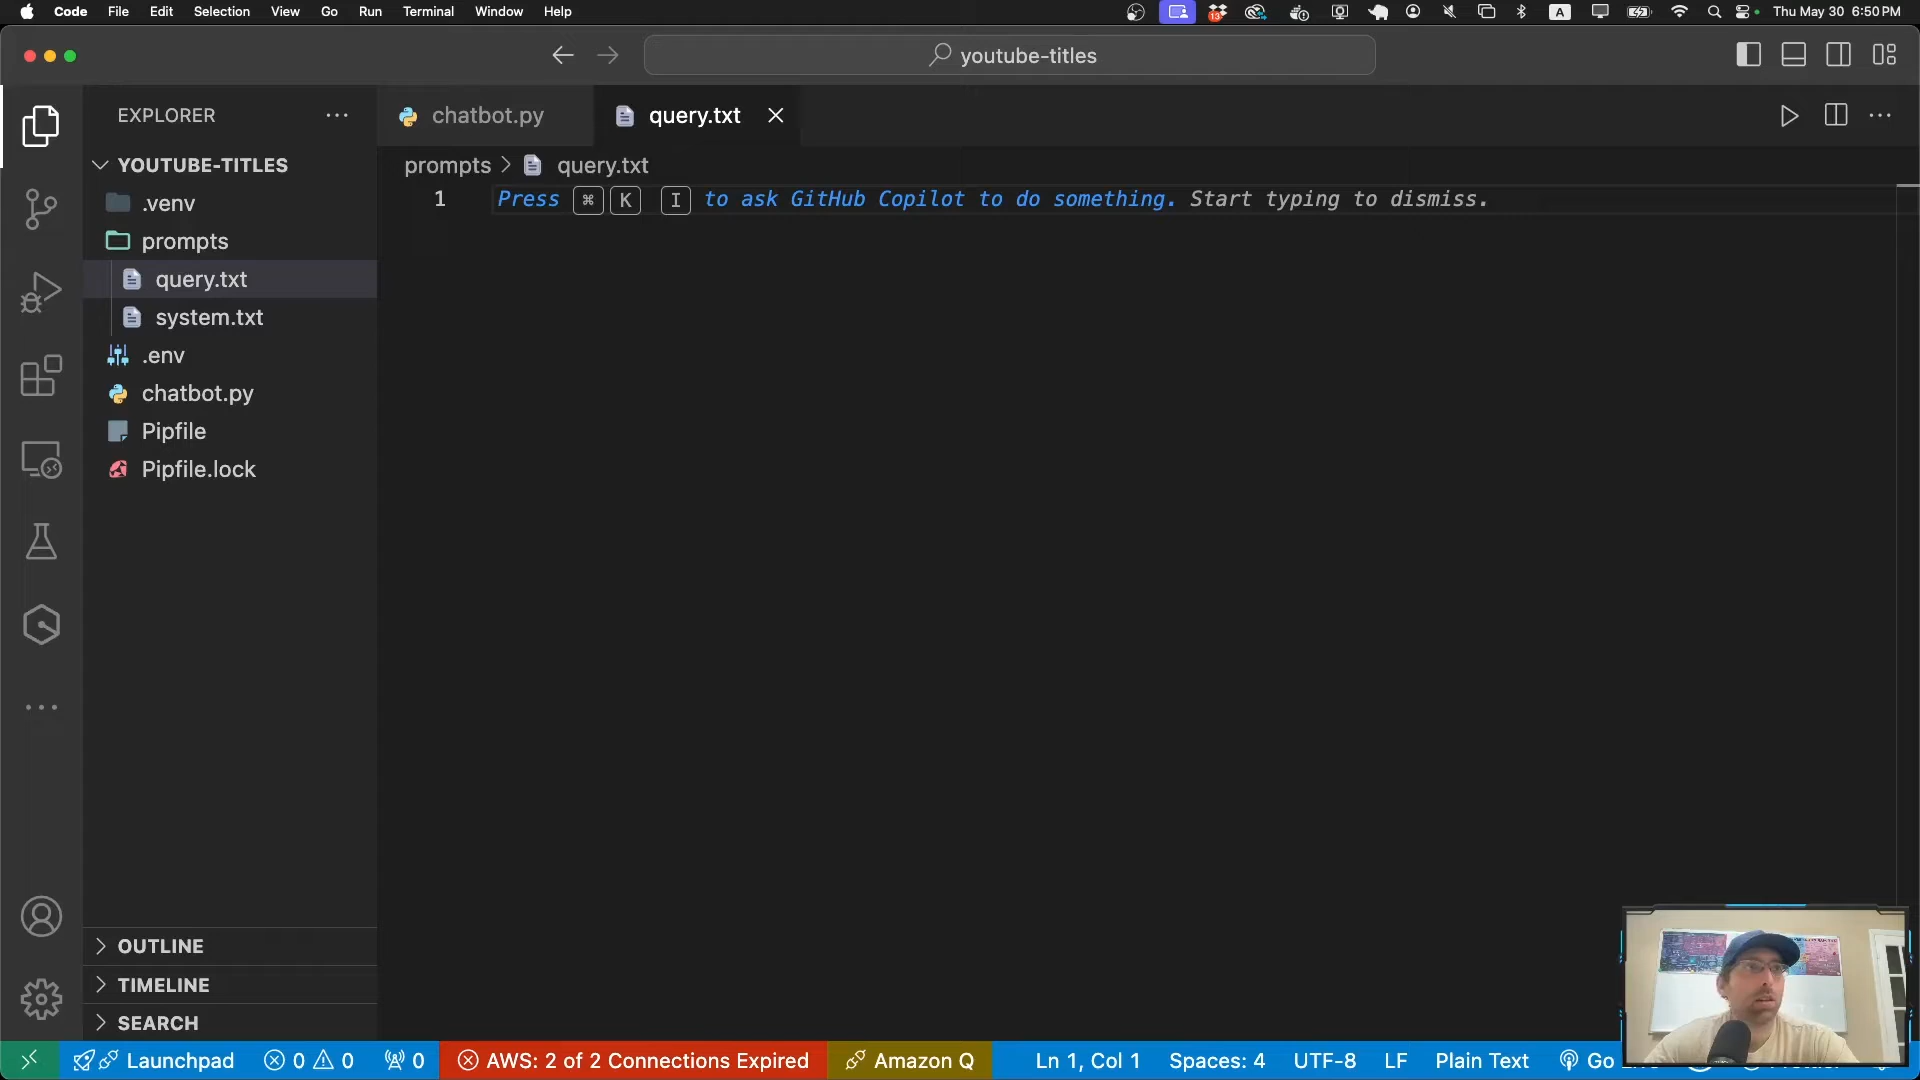 Code File Edit Selection View Go Run Terminal Window Help
13 A Thu May 30 6:50 PM
youtube-titles
EXPLORER
YOUTUBE-TITLES
.venv
prompts
query.txt
system.txt
.env
chatbot.py
Pipfile
Pipfile.lock
OUTLINE
TIMELINE
SEARCH
chatbot.py query.txt
prompts > query.txt
1 Press ⌘ K I to ask GitHub Copilot to do something. Start typing to dismiss.
Launchpad 0 0 0 AWS: 2 of 2 Connections Expired Amazon Q Ln 1, Col 1 Spaces: 4 UTF-8 LF Plain Text Go